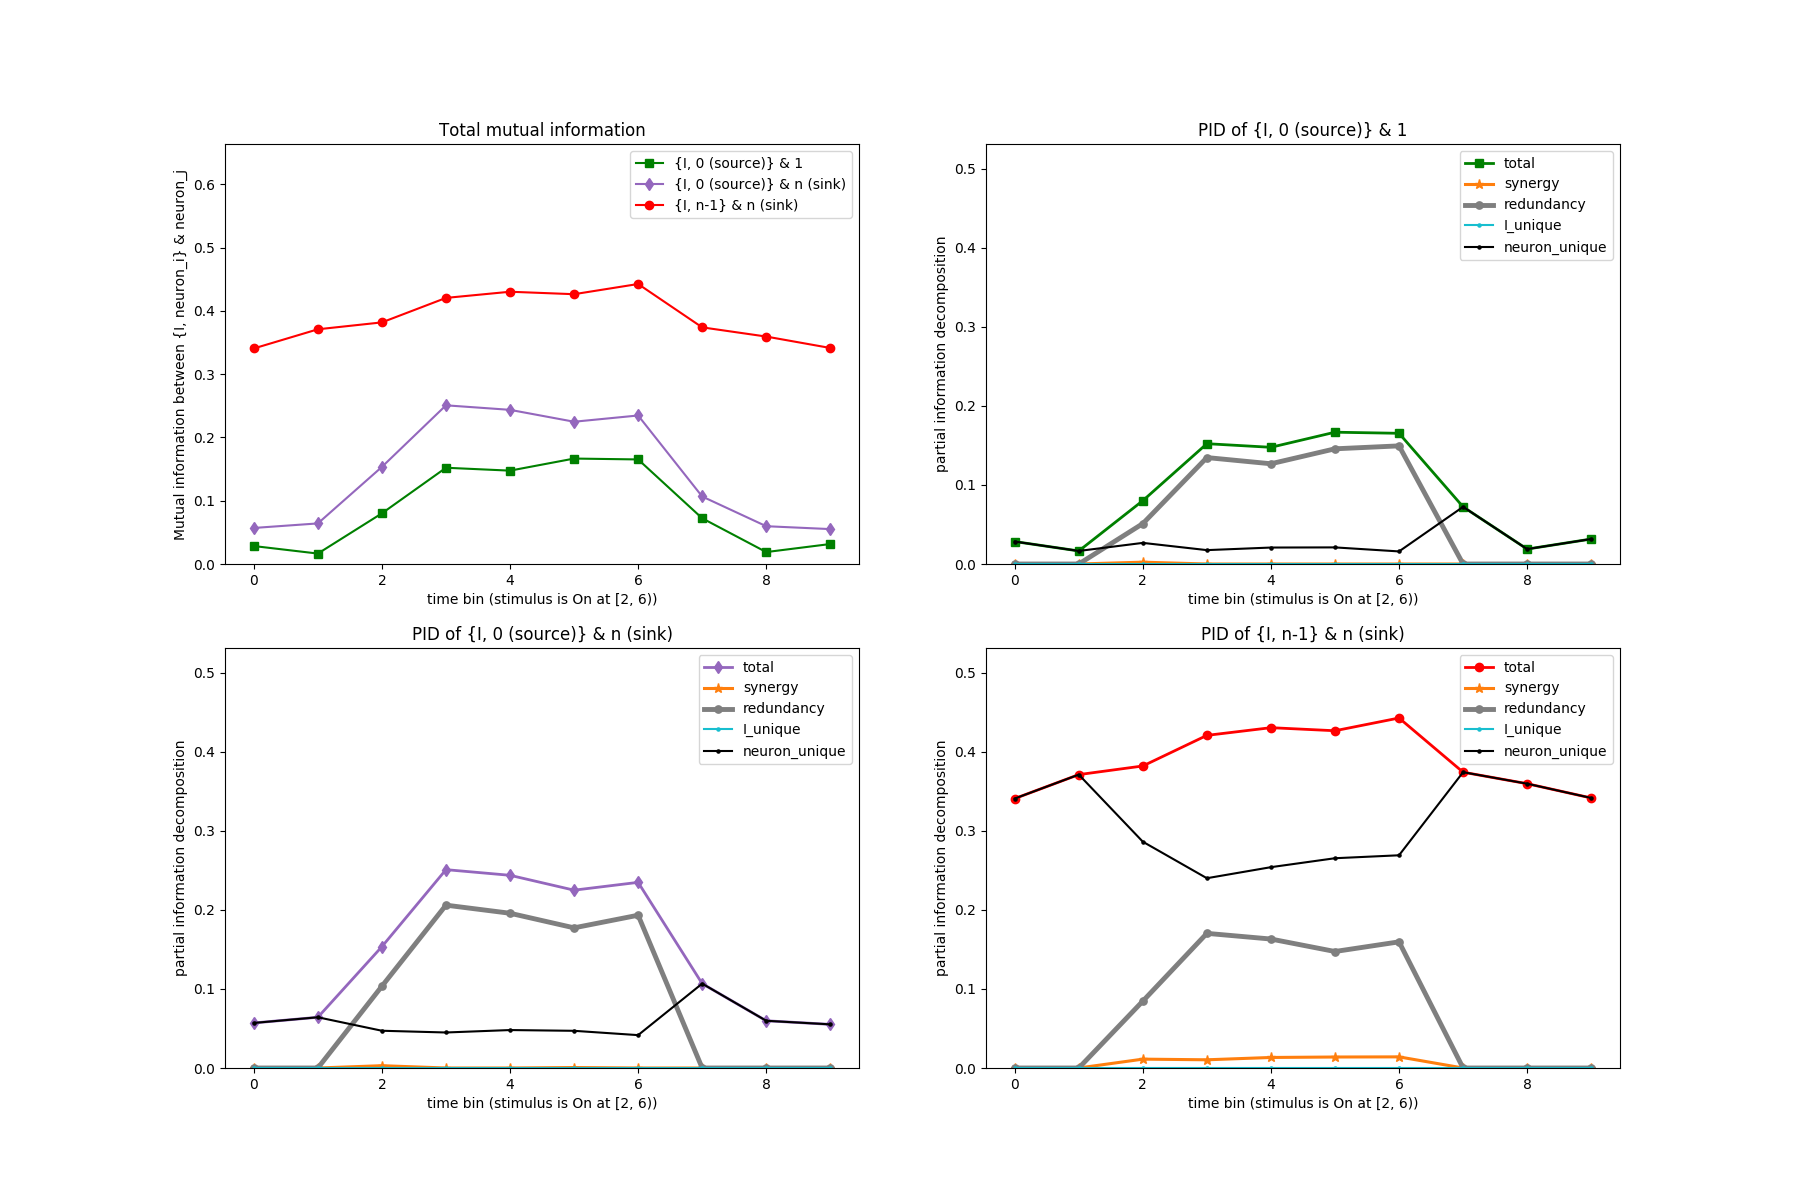 Total mutual information
Mutual information between {I, neuron_i} & neuron_j
0.6
0.5
0.4
0.3
0.2
0.1
0.0
{I, 0 (source)} & 1
{I, 0 (source)} & n (sink)
{I, n-1} & n (sink)
0 2 4 6 8
time bin (stimulus is On at [2, 6))
PID of {I, 0 (source)} & 1
partial information decomposition
0.5
0.4
0.3
0.2
0.1
0.0
total
synergy
redundancy
I_unique
neuron_unique
0 2 4 6 8
time bin (stimulus is On at [2, 6))
PID of {I, 0 (source)} & n (sink)
partial information decomposition
0.5
0.4
0.3
0.2
0.1
0.0
total
synergy
redundancy
I_unique
neuron_unique
0 2 4 6 8
time bin (stimulus is On at [2, 6))
PID of {I, n-1} & n (sink)
partial information decomposition
0.5
0.4
0.3
0.2
0.1
0.0
total
synergy
redundancy
I_unique
neuron_unique
0 2 4 6 8
time bin (stimulus is On at [2, 6))